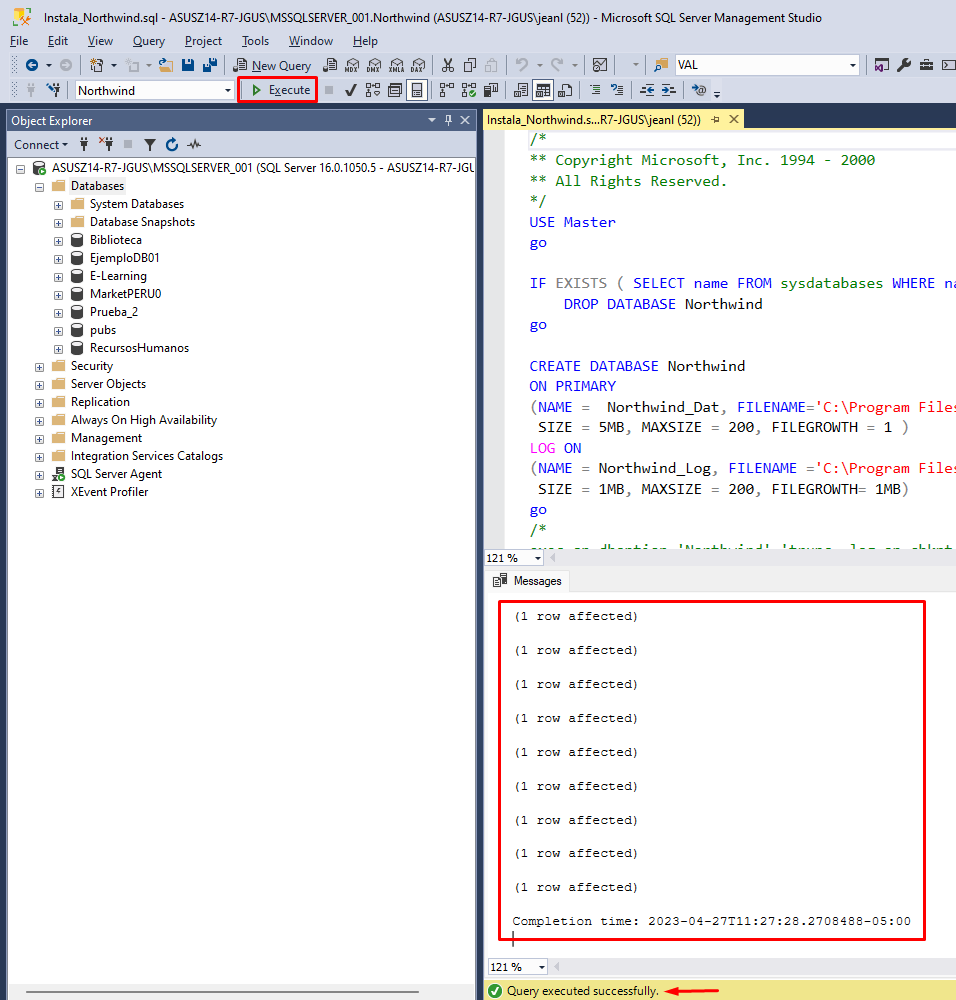 Instala_Northwind.sql - ASUSZ14-R7-JGUS\MSSQLSERVER_001.Northwind (ASUSZ14-R7-JGUS\jeanl (52)) - Microsoft SQL Server Management Studio
File Edit View Query Project Tools Window Help
New Query MDX DMX XMLA DAX VAL
Northwind Execute
Object Explorer
Connect
ASUSZ14-R7-JGUS\MSSQLSERVER_001 (SQL Server 16.0.1050.5 - ASUSZ14-R7-JGU
Databases
System Databases
Database Snapshots
Biblioteca
EjemploDB01
E-Learning
MarketPERU0
Prueba_2
pubs
RecursosHumanos
Security
Server Objects
Replication
Always On High Availability
Management
Integration Services Catalogs
SQL Server Agent
XEvent Profiler
Instala_Northwind.s...R7-JGUS\jeanl (52))
/*
** Copyright Microsoft, Inc. 1994 - 2000
** All Rights Reserved.
*/
USE Master
go
IF EXISTS ( SELECT name FROM sysdatabases WHERE na
DROP DATABASE Northwind
go
CREATE DATABASE Northwind
ON PRIMARY
(NAME = Northwind_Dat, FILENAME='C:\Program Files
SIZE = 5MB, MAXSIZE = 200, FILEGROWTH = 1 )
LOG ON
(NAME = Northwind_Log, FILENAME ='C:\Program Files
SIZE = 1MB, MAXSIZE = 200, FILEGROWTH= 1MB)
go
/*
121 %
Messages
(1 row affected)
(1 row affected)
(1 row affected)
(1 row affected)
(1 row affected)
(1 row affected)
(1 row affected)
(1 row affected)
(1 row affected)
Completion time: 2023-04-27T11:27:28.2708488-05:00
121 %
Query executed successfully.